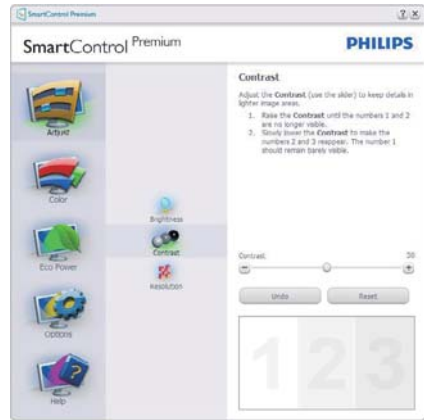 SmartControl Premium
SmartControl Premium
PHILIPS
Adjust
Color
Eco Power
Options
Help
Brightness
Contrast
Resolution
Contrast
Adjust the Contrast (use the slider) to keep details in
lighter image areas.
1. Raise the Contrast until the numbers 1 and 2
are no longer visible.
2. Slowly lower the Contrast to make the
numbers 2 and 3 reappear. The number 1
should remain barely visible.
Contrast
50
Undo
Reset
1 2 3